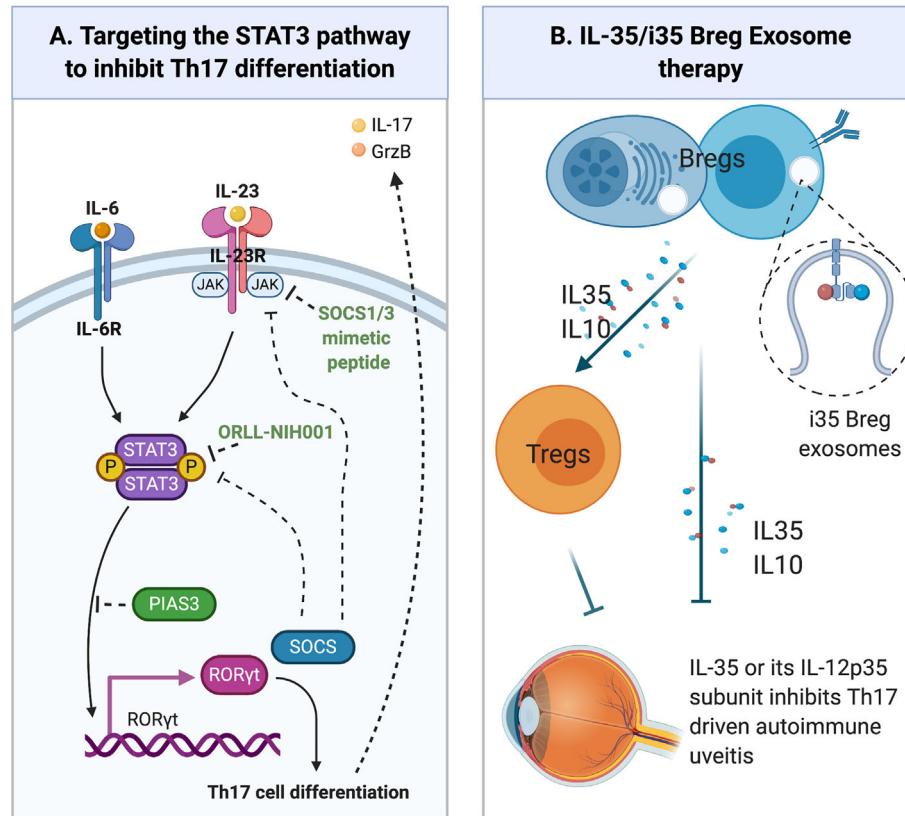 A. Targeting the STAT3 pathway
to inhibit Th17 differentiation
IL-17
GrzB
IL-23
IL-6
IL-23R
JAK
JAK
IL-6R
SOCS1/3
mimetic
peptide
ORLL-NIH001
STAT3
P
P
STAT3
PIAS3
SOCS
RORγt
RORγt
Th17 cell differentiation
B. IL-35/i35 Breg Exosome
therapy
Bregs
IL35
IL10
i35 Breg
exosomes
Tregs
IL35
IL10
IL-35 or its IL-12p35
subunit inhibits Th17
driven autoimmune
uveitis